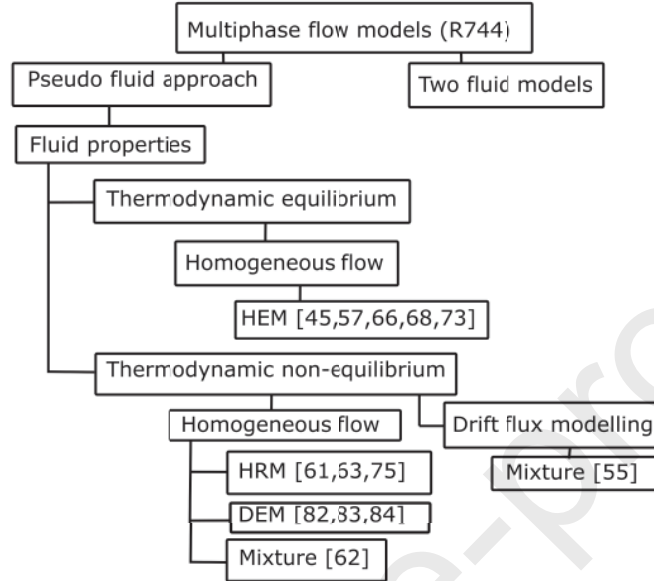 Multiphase flow models (R744)
Pseudo fluid approach
Two fluid models
Fluid properties
Thermodynamic equilibrium
Homogeneous flow
HEM [45,57,66,68,73]
Thermodynamic non-equilibrium
Homogeneous flow
Drift flux modelling
HRM [61,63,75]
Mixture [55]
DEM [82,83,84]
Mixture [62]